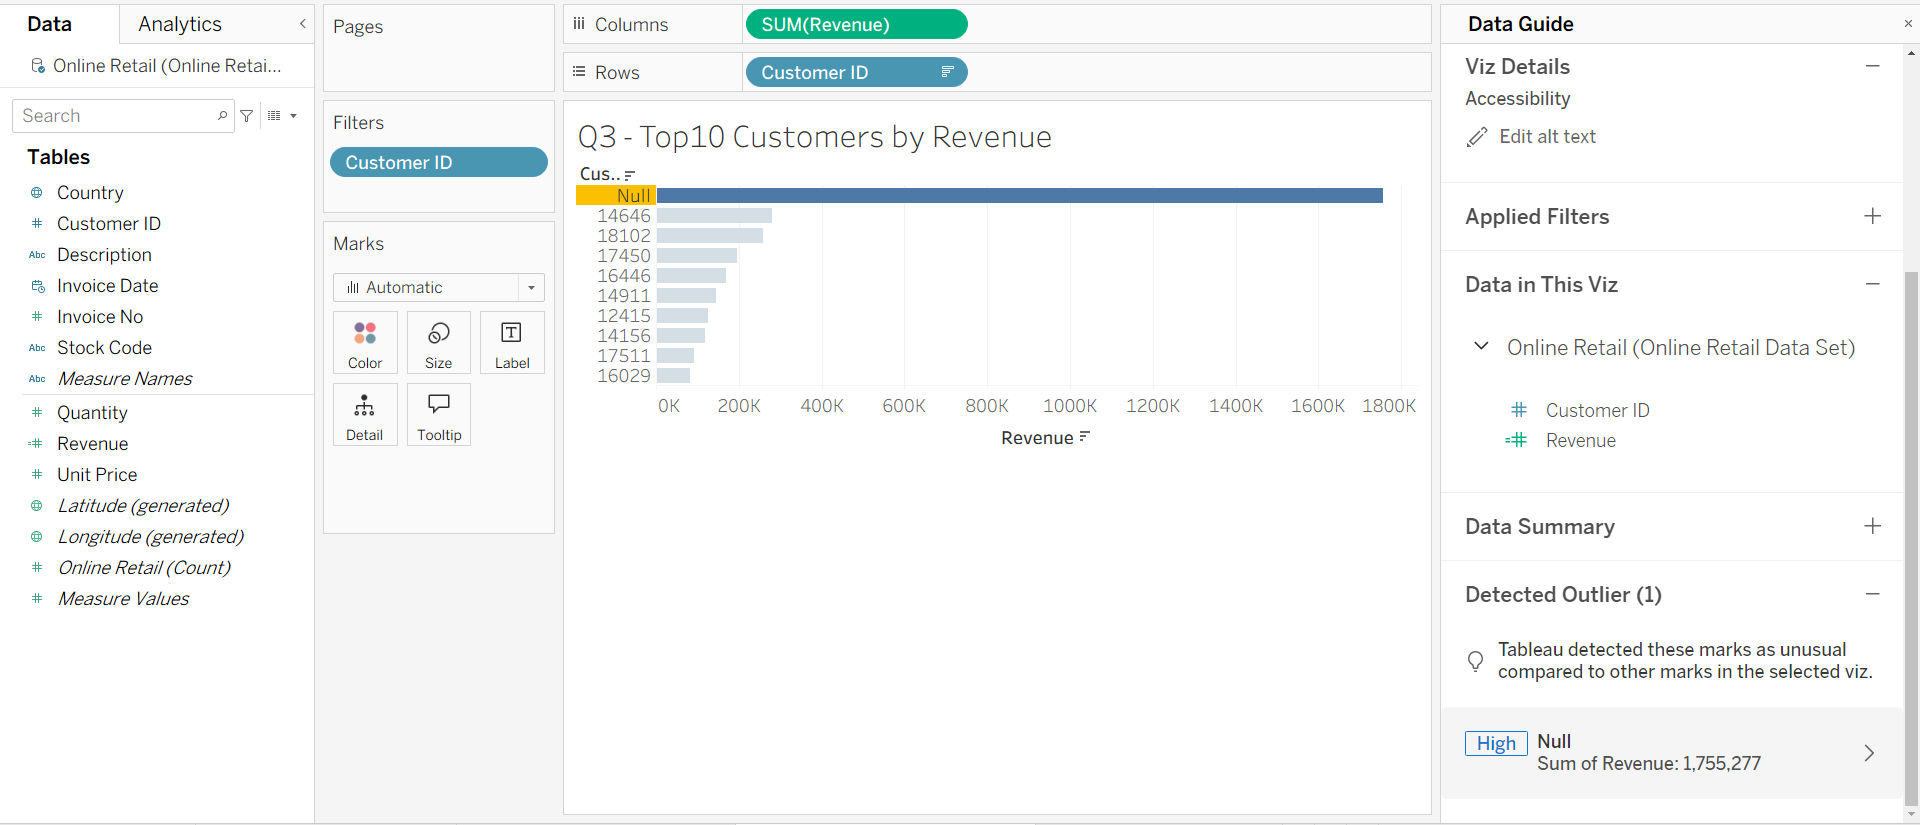 Data
Analytics
Online Retail (Online Retai...
Search
Tables
Country
Customer ID
Abc Description
Invoice Date
Invoice No
Abc Stock Code
Abc Measure Names
Quantity
Revenue
Unit Price
Latitude (generated)
Longitude (generated)
Online Retail (Count)
Measure Values
Pages
Filters
Customer ID
Marks
Automatic
Color
Size
Label
Detail
Tooltip
Columns
SUM(Revenue)
Rows
Customer ID
Q3 - Top10 Customers by Revenue
Cus..
Null
14646
18102
17450
16446
14911
12415
14156
17511
16029
0K 200K 400K 600K 800K 1000K 1200K 1400K 1600K 1800K
Revenue
Data Guide
Viz Details
Accessibility
Edit alt text
Applied Filters
Data in This Viz
Online Retail (Online Retail Data Set)
Customer ID
Revenue
Data Summary
Detected Outlier (1)
Tableau detected these marks as unusual
compared to other marks in the selected viz.
High Null
Sum of Revenue: 1,755,277